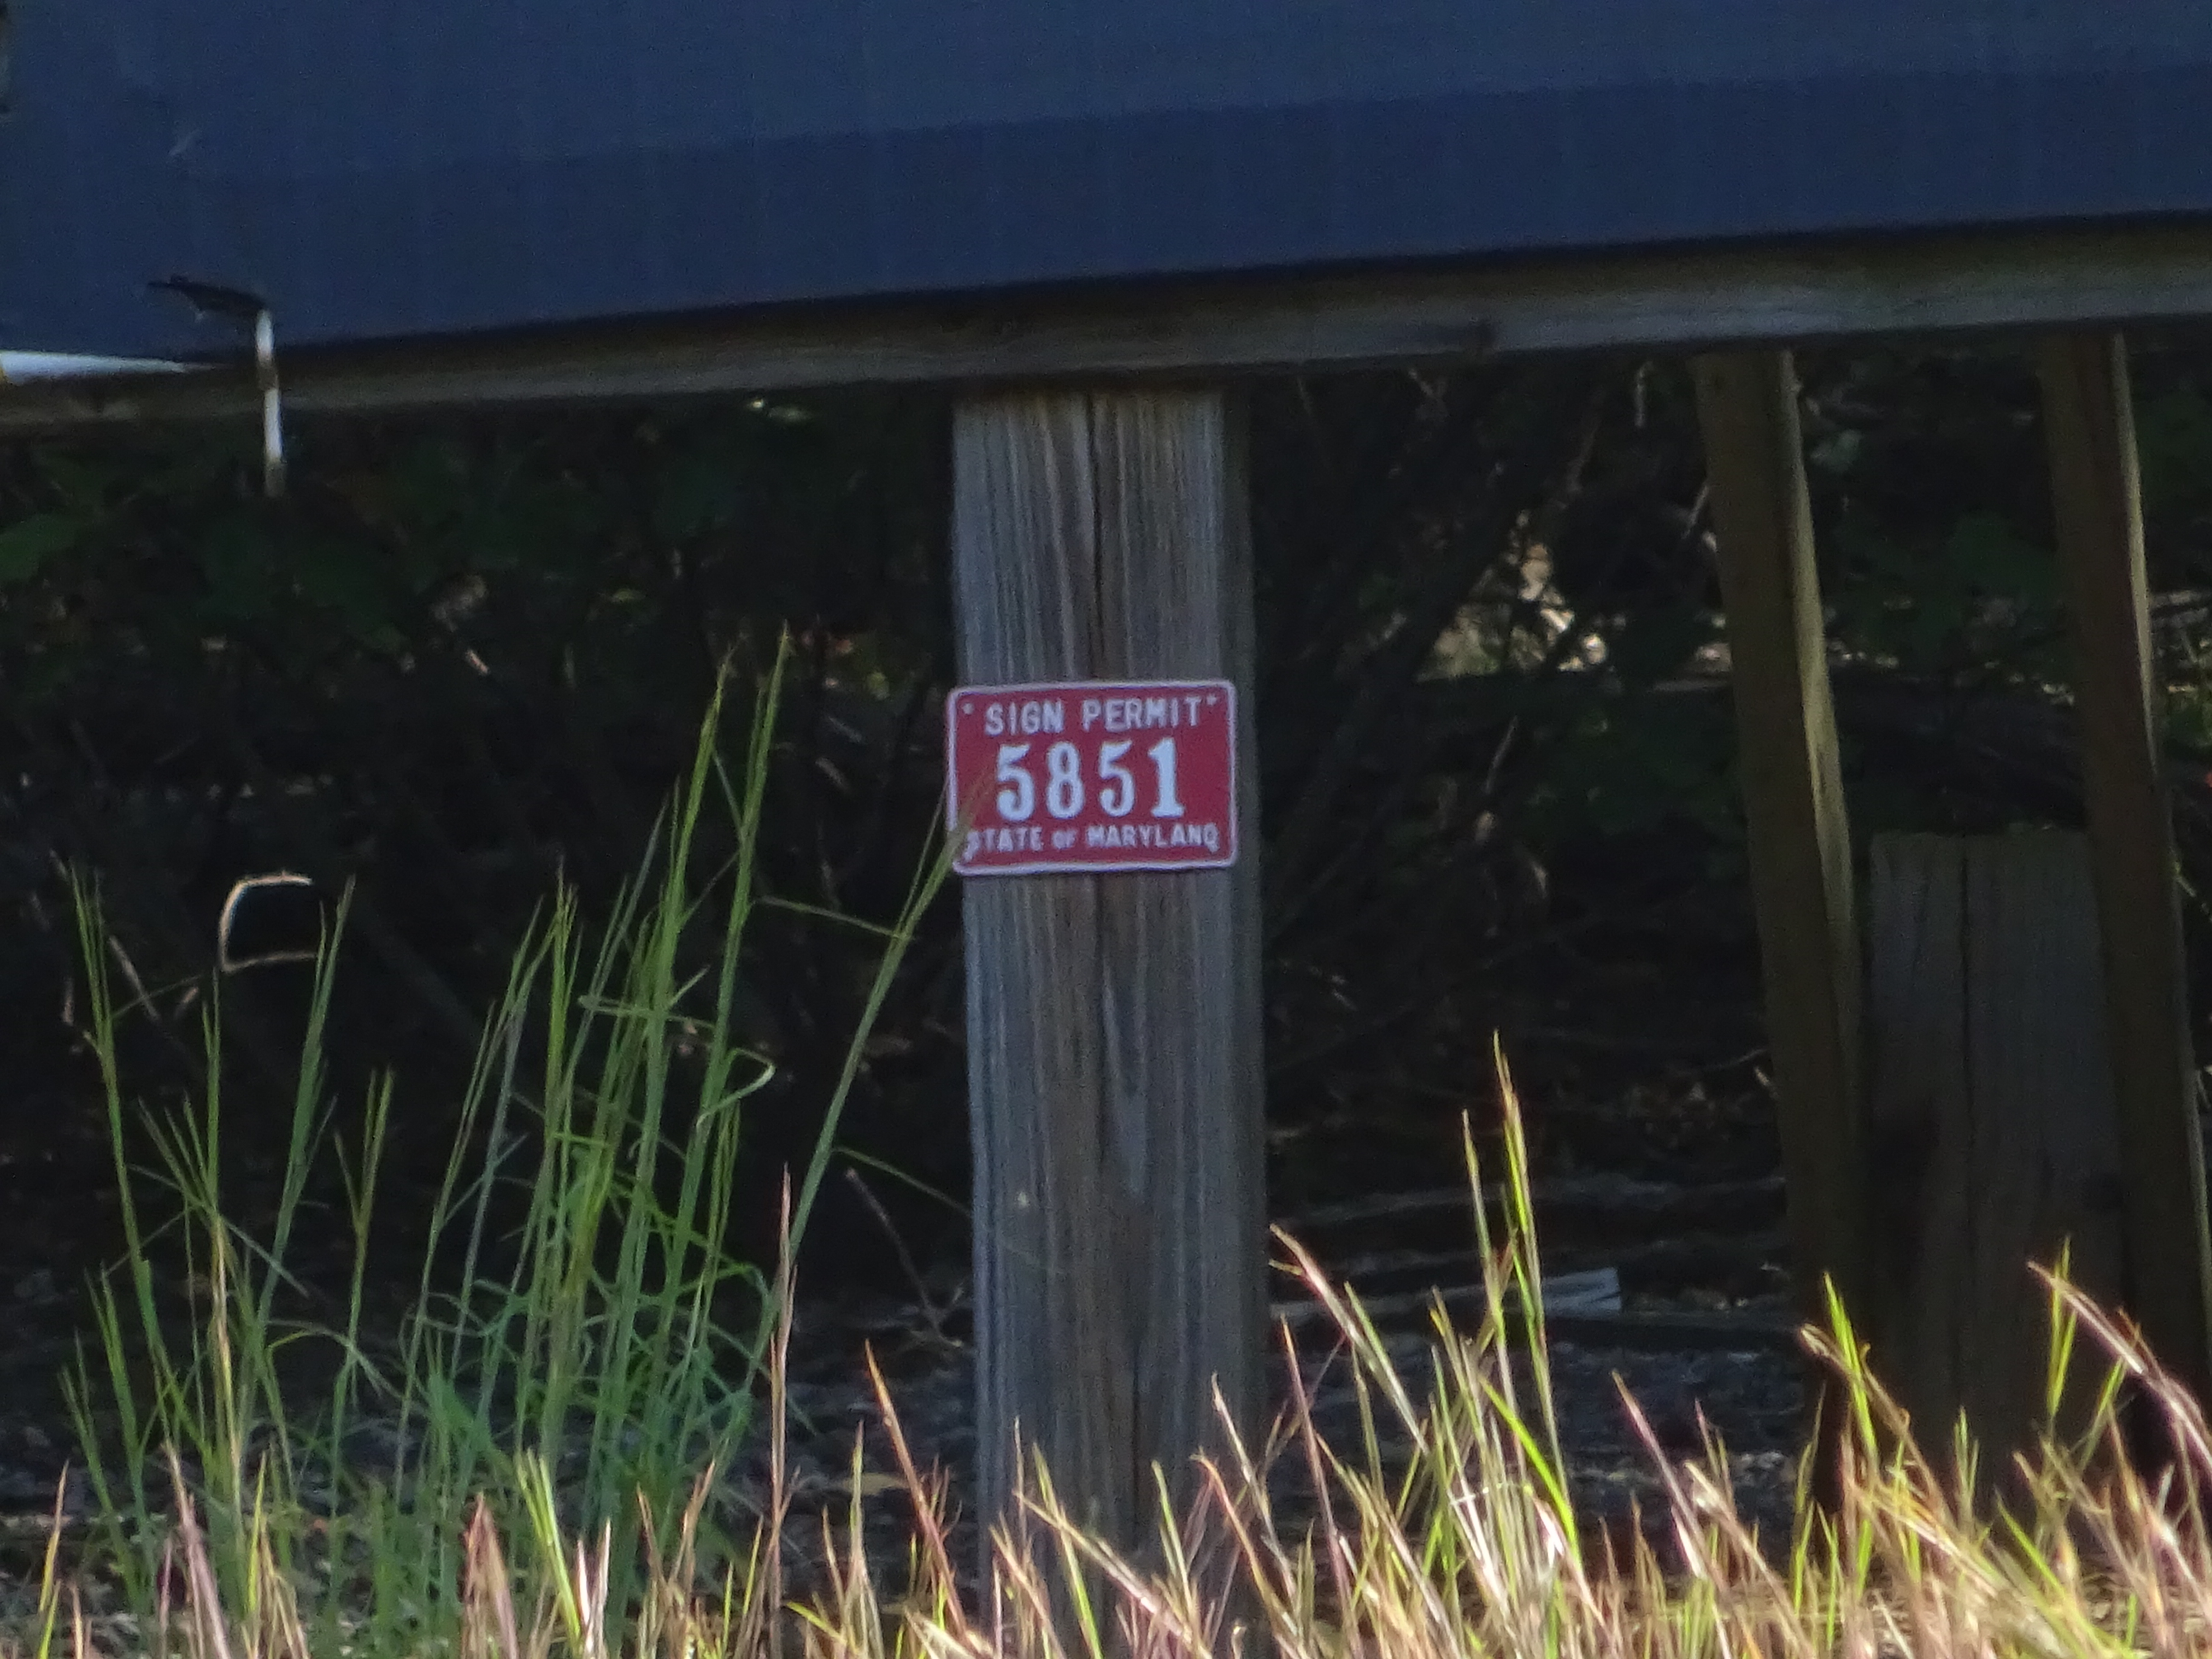 SIGN PERMIT
5851
STATE OF MARYLAND